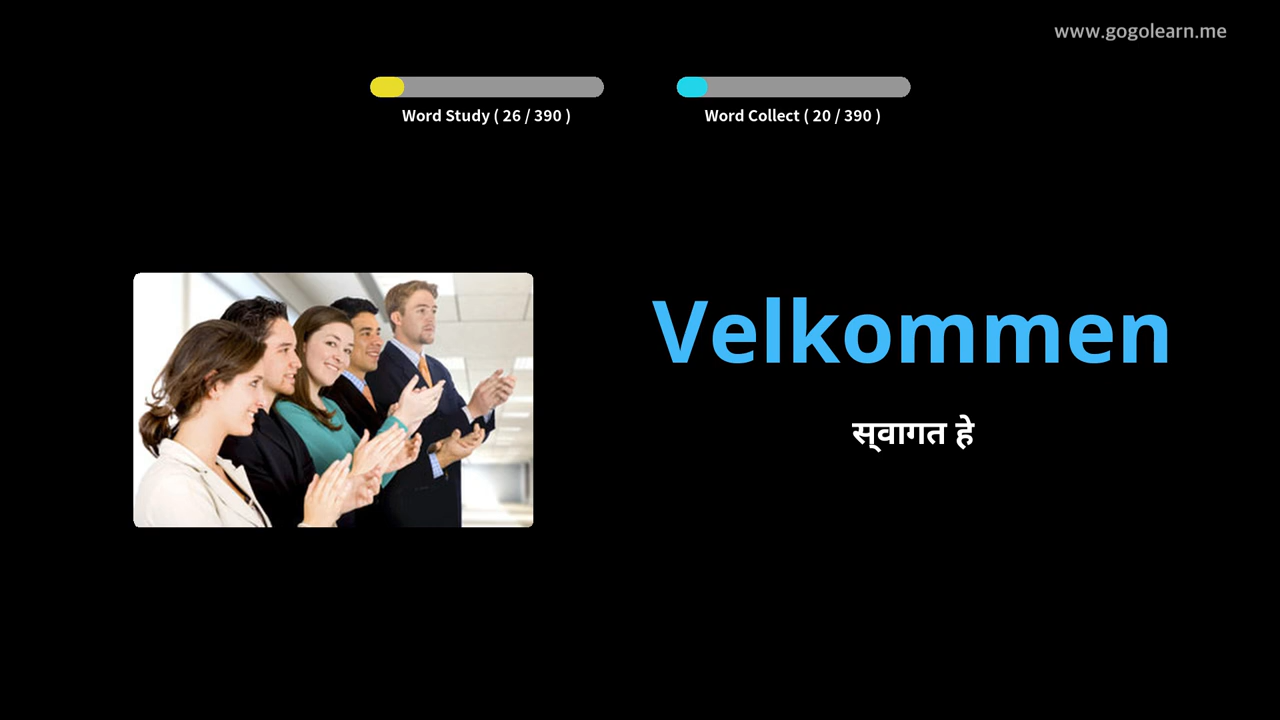 www.gogolearn.me
Word Study ( 26 / 390 )
Word Collect ( 20 / 390 )
Velkommen
स्‌वागत हे